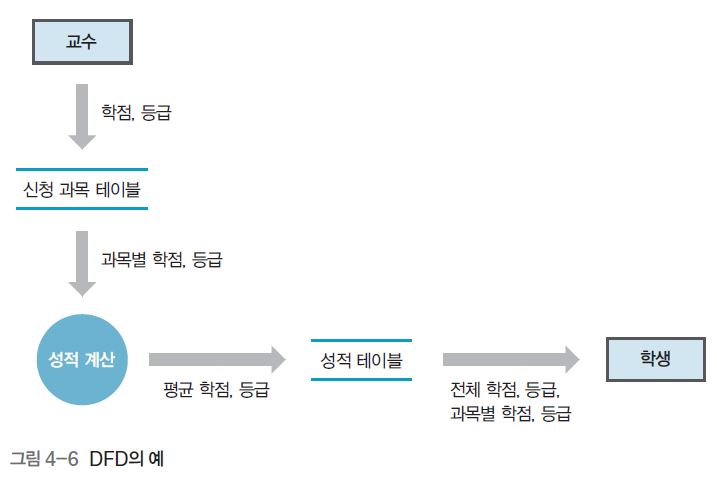 교수
학점, 등급
신청 과목 테이블
과목별 학점, 등급
성적 계산
평균 학점, 등급
성적 테이블
전체 학점, 등급,
과목별 학점, 등급
학생
그림 4-6 DFD의 예